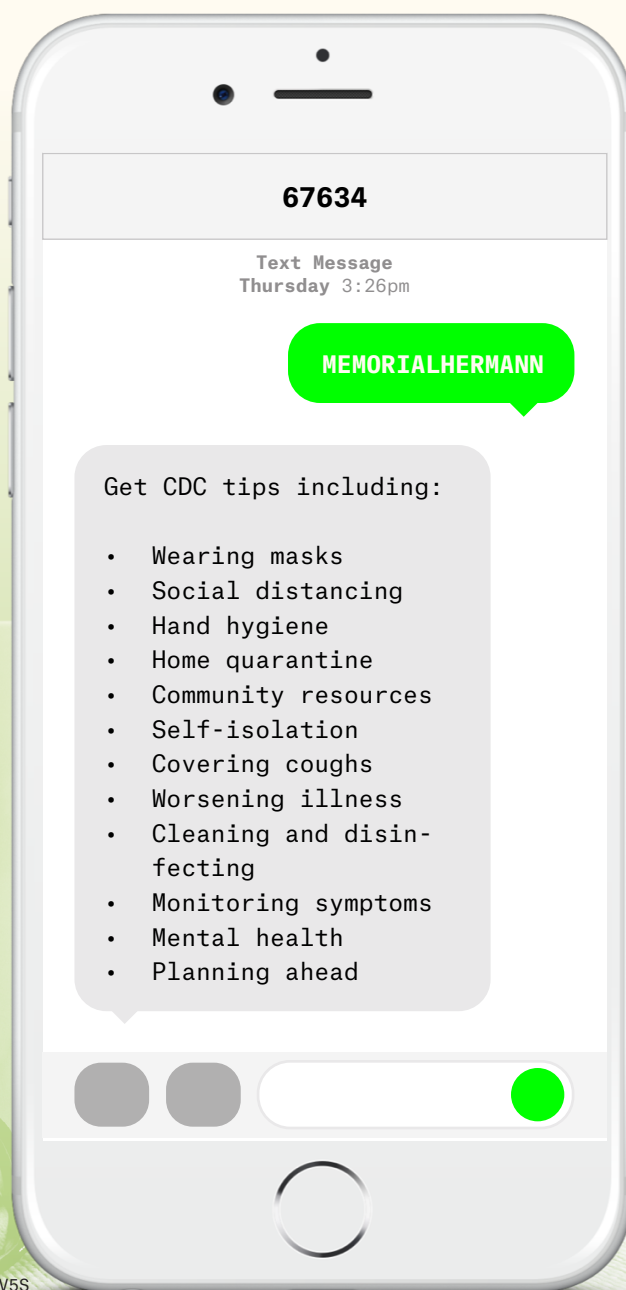 67634
Text Message
Thursday 3:26pm
MEMORIALHERMANN
Get CDC tips including:
• Wearing masks
• Social distancing
• Hand hygiene
• Home quarantine
• Community resources
• Self-isolation
• Covering coughs
• Worsening illness
• Cleaning and disin-
fecting
• Monitoring symptoms
• Mental health
• Planning ahead